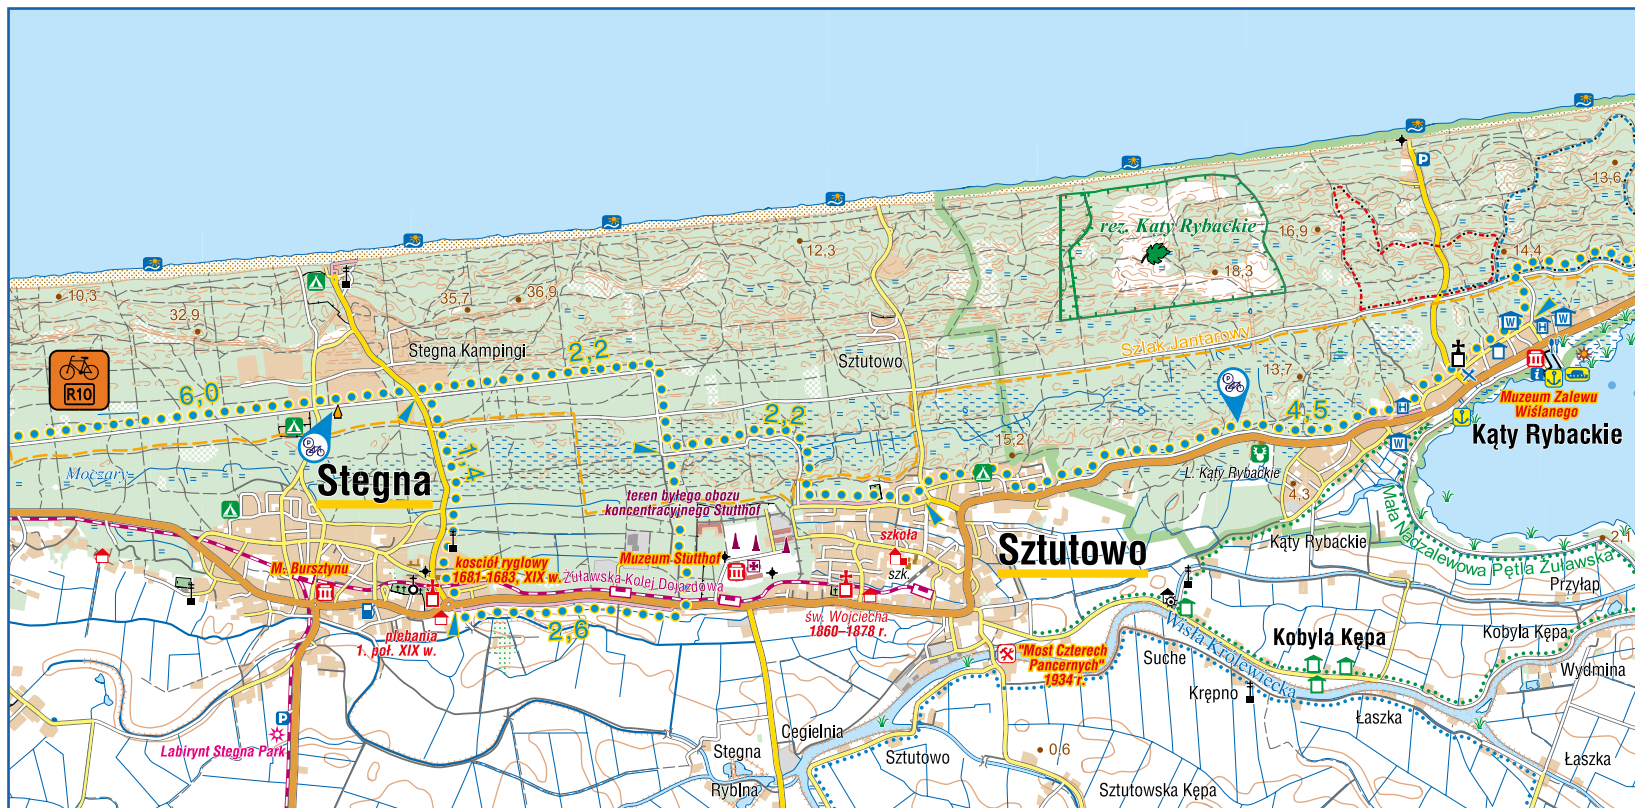 13,6
rez. Kąty Rybackie
16,9
14,4
12,3
18,3
10,3
36,9
35,7
32,9
P
Szlak Jantarowy
Stegna Kampingi
2,2
Sztutowo
13,7
W
H
W
R10
6,0
2,2
4,5
H
i
Muzeum Zalewu
Wiślanego
Kąty Rybackie
P
P
W
15,2
1,4
Moczary
Stegna
L. Kąty Rybackie
4,3
teren byłego obozu
koncentracyjnego Stutthof
Mała Nadzalewowa Pętla Żuławska
2,1
szkoła
Sztutowo
Kąty Rybackie
M. Bursztynu
kosciół ryglowy
1681-1683, XIX w.
Muzeum Stutthof
szk.
Żuławska Kolej Dojazdowa
Przyłap
św. Wojciecha
1860–1878 r.
2,6
plebania
1. poł. XIX w.
Wisła Królewiecka
Kobyla Kępa
Kobyla Kępa
"Most Czterech
Pancernych"
1934 r.
Suche
Wydmina
Krępno
P
Łaszka
Labirynt Stegna Park
Cegielnia
0,6
Stegna
Sztutowo
Łaszka
Rybina
Sztutowska Kępa